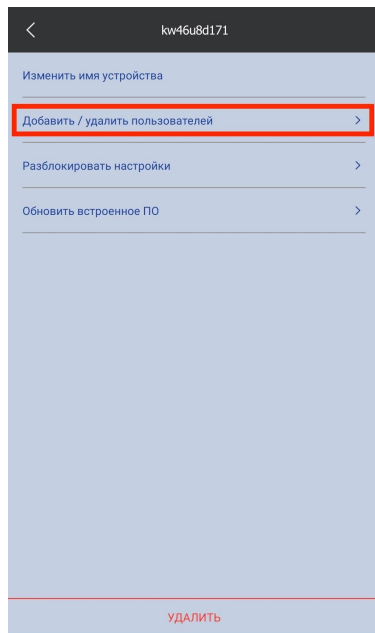 kw46u8d171
Изменить имя устройства
Добавить / удалить пользователей
Разблокировать настройки
Обновить встроенное ПО
УДАЛИТЬ